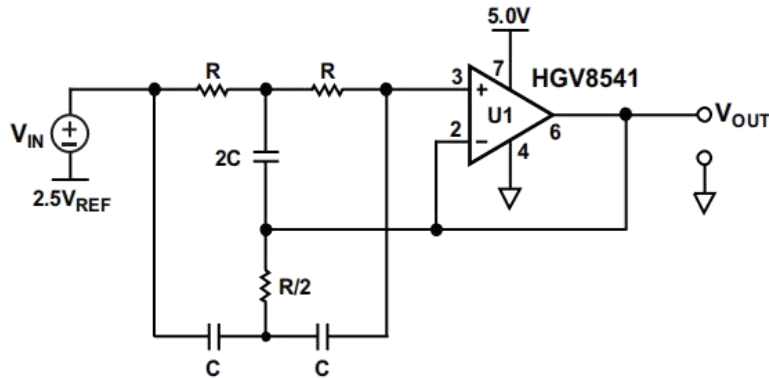 5.0V
R
R
3
7
HGV8541
+
U1
V_IN
+
−
2
−
6
V_OUT
4
2C
2.5V_REF
R/2
C
C